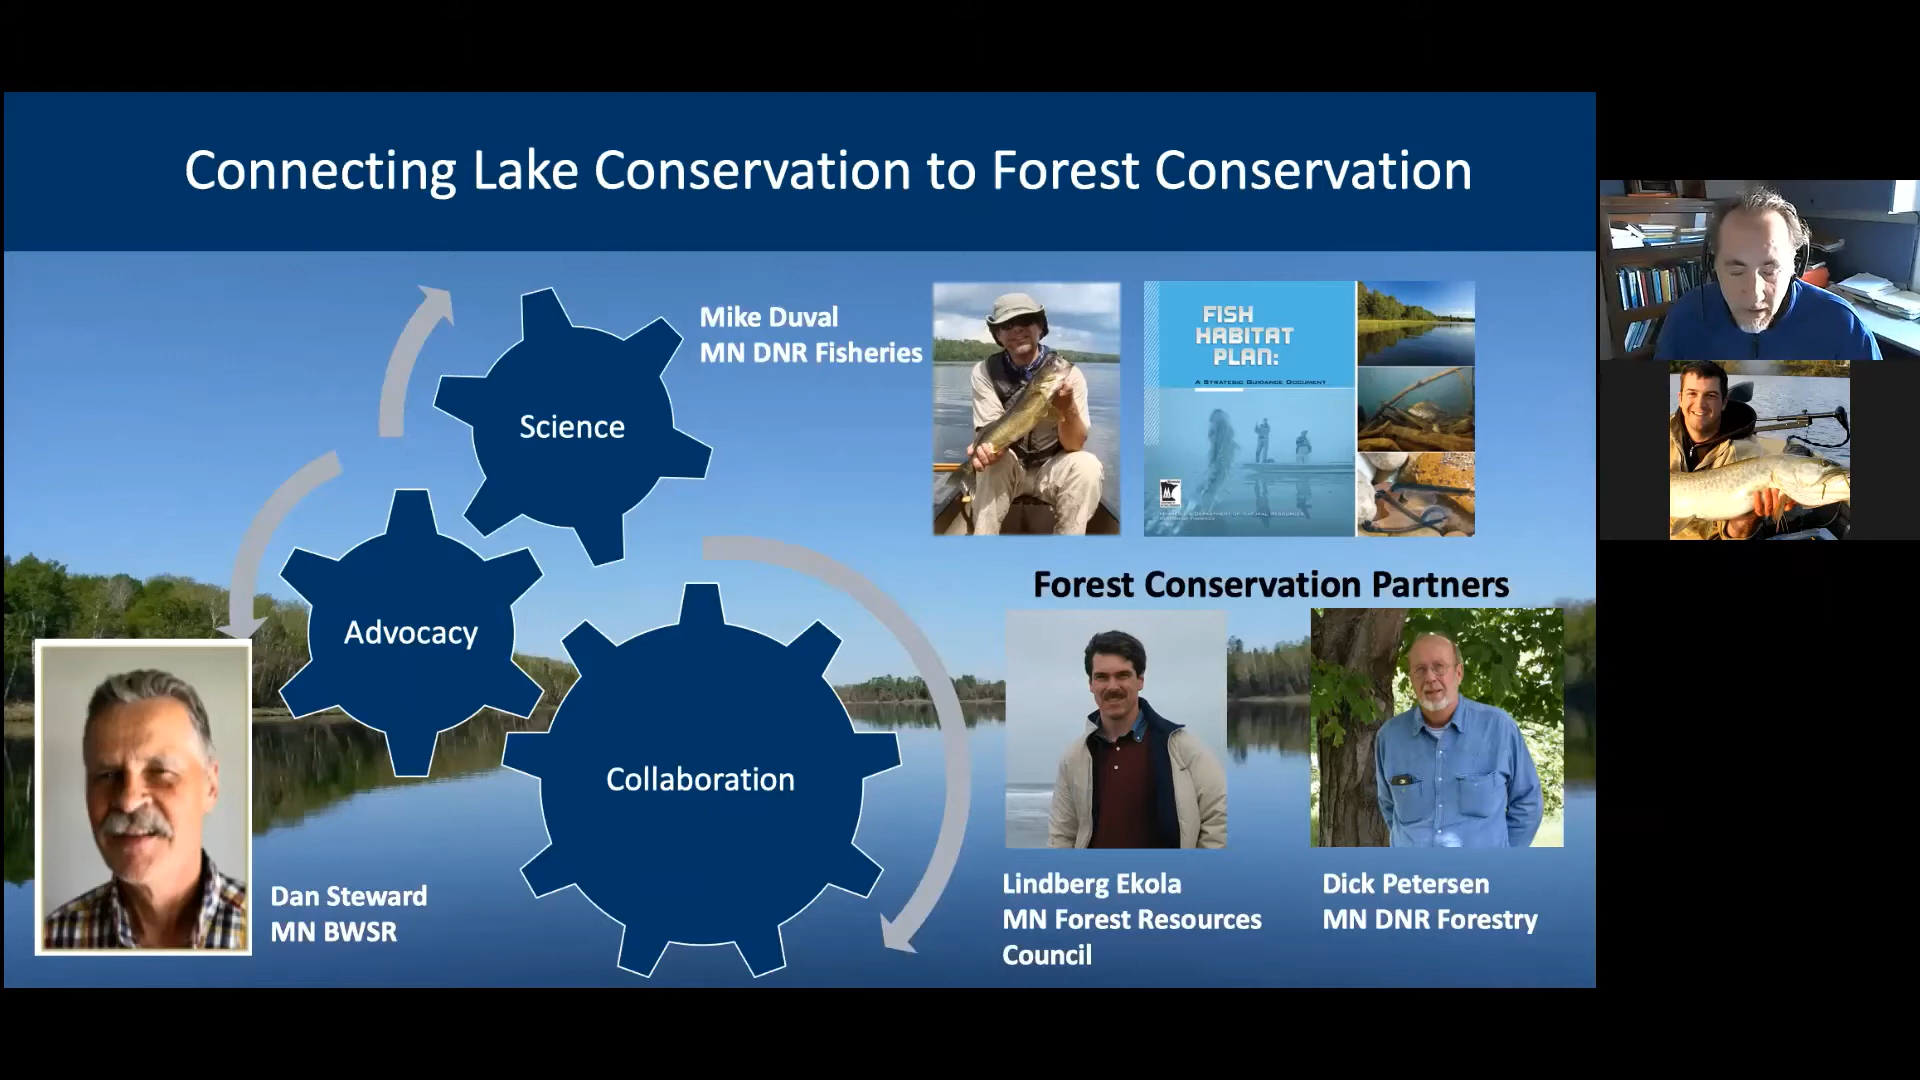 Connecting Lake Conservation to Forest Conservation
Mike Duval
MN DNR Fisheries
Science
FISH
HABITAT
PLAN:
A STRATEGIC GUIDANCE DOCUMENT
Advocacy
Collaboration
Forest Conservation Partners
Dan Steward
MN BWSR
Lindberg Ekola
MN Forest Resources
Council
Dick Petersen
MN DNR Forestry